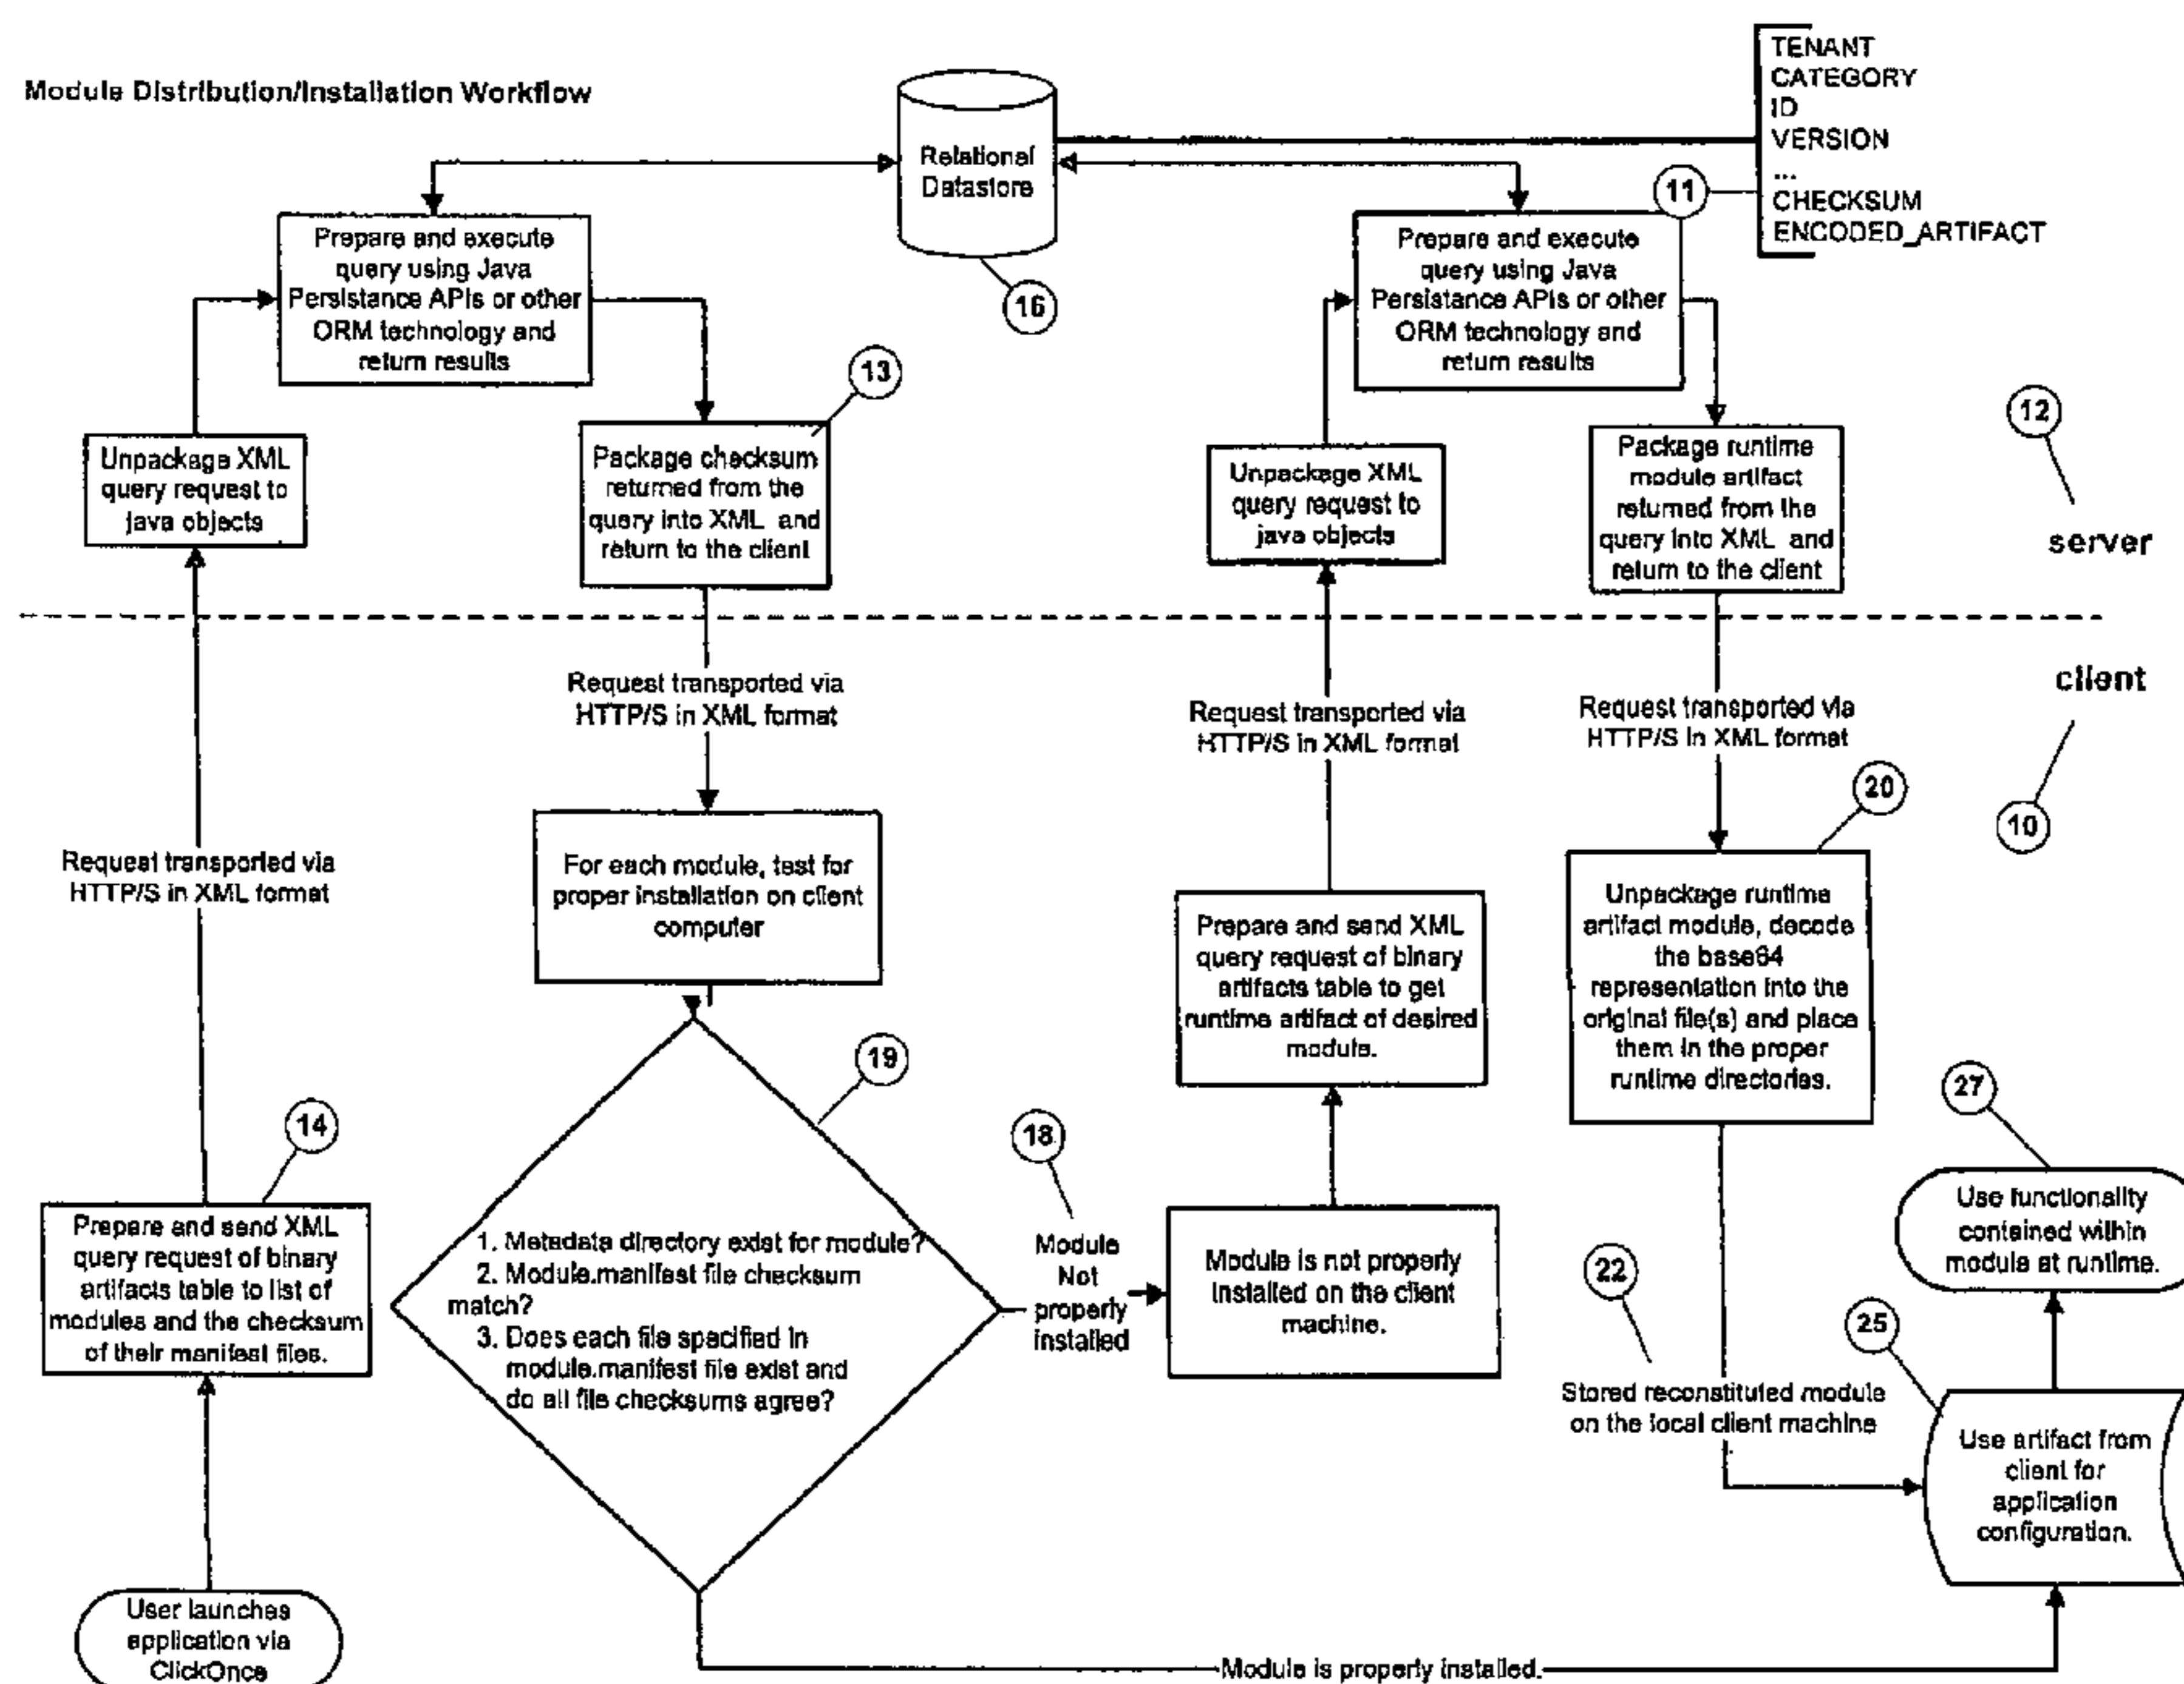 Module Distribution/Installation Workflow
TENANT
CATEGORY
ID
VERSION
...
CHECKSUM
ENCODED_ARTIFACT
11
Relational
Datastore
16
Prepare and execute
query using Java
Persistance APIs or other
ORM technology and
return results
Prepare and execute
query using Java
Persistance APIs or other
ORM technology and
return results
13
12
server
Unpackage XML
query request to
java objects
Package checksum
returned from the
query into XML and
return to the client
Unpackage XML
query request to
java objects
Package runtime
module artifact
returned from the
query into XML and
return to the client
client
10
Request transported via
HTTP/S in XML format
Request transported via
HTTP/S in XML format
Request transported via
HTTP/S in XML format
Request transported via
HTTP/S in XML format
20
For each module, test for
proper installation on client
computer
Prepare and send XML
query request of binary
artifacts table to get
runtime artifact of desired
module.
Unpackage runtime
artifact module, decode
the base64
representation into the
original file(s) and place
them in the proper
runtime directories.
14
19
18
27
Prepare and send XML
query request of binary
artifacts table to list of
modules and the checksum
of their manifest files.
1. Metadata directory exist for module?
2. Module.manifest file checksum
match?
3. Does each file specified in
module.manifest file exist and
do all file checksums agree?
Module
Not
properly
installed
Module is not properly
installed on the client
machine.
22
Stored reconstituted module
on the local client machine
Use functionality
contained within
module at runtime.
25
Use artifact from
client for
application
configuration.
User launches
application via
ClickOnce
Module is properly installed.